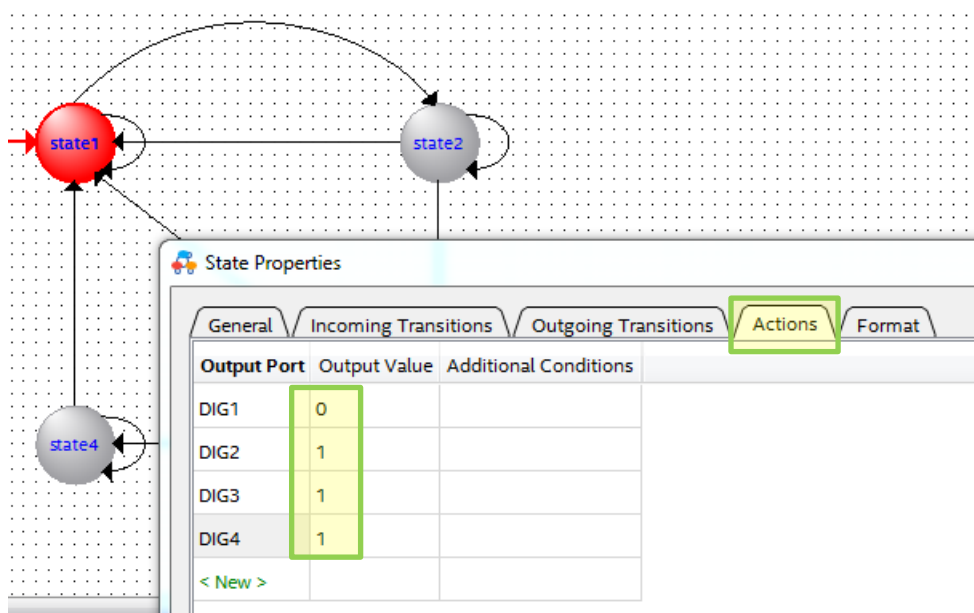 state1
state2
State Properties
General Incoming Transitions Outgoing Transitions Actions Format
Output Port Output Value Additional Conditions
DIG1 0
DIG2 1
DIG3 1
state4
DIG4 1
< New >